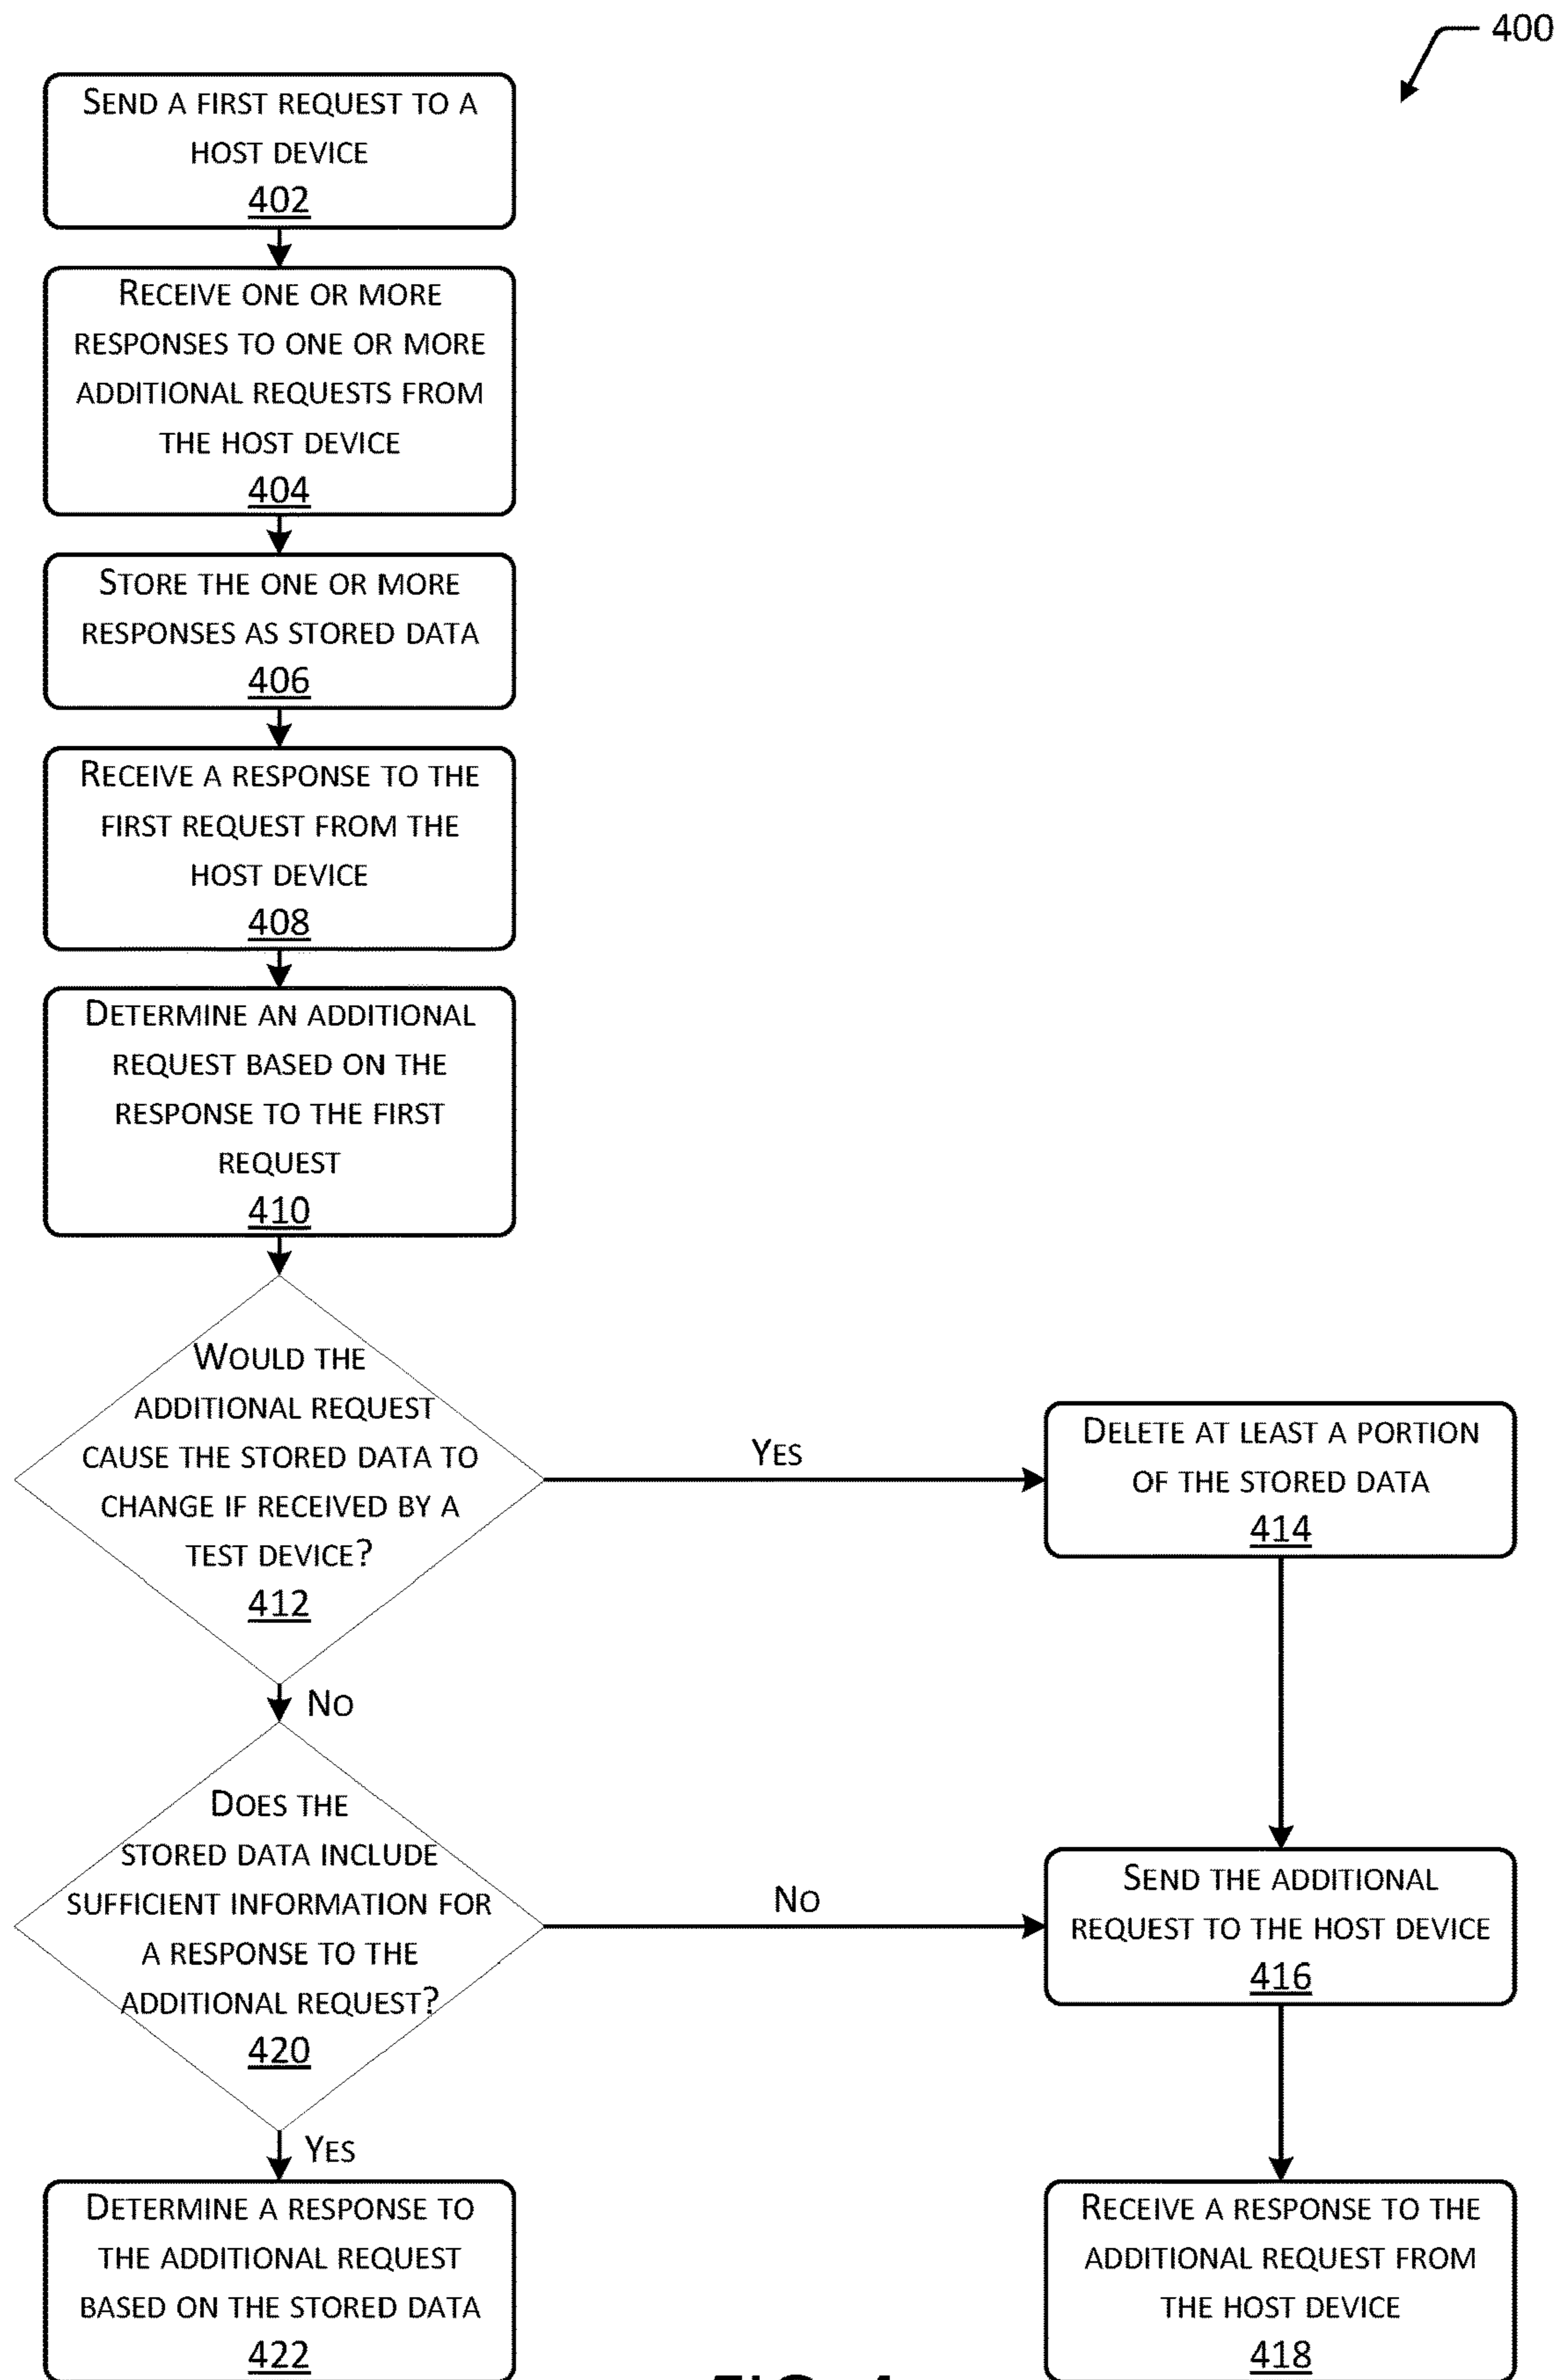 400
SEND A FIRST REQUEST TO A
HOST DEVICE
402
RECEIVE ONE OR MORE
RESPONSES TO ONE OR MORE
ADDITIONAL REQUESTS FROM
THE HOST DEVICE
404
STORE THE ONE OR MORE
RESPONSES AS STORED DATA
406
RECEIVE A RESPONSE TO THE
FIRST REQUEST FROM THE
HOST DEVICE
408
DETERMINE AN ADDITIONAL
REQUEST BASED ON THE
RESPONSE TO THE FIRST
REQUEST
410
WOULD THE
ADDITIONAL REQUEST
CAUSE THE STORED DATA TO
CHANGE IF RECEIVED BY A
TEST DEVICE?
412
YES
DELETE AT LEAST A PORTION
OF THE STORED DATA
414
NO
DOES THE
STORED DATA INCLUDE
SUFFICIENT INFORMATION FOR
A RESPONSE TO THE
ADDITIONAL REQUEST?
420
NO
SEND THE ADDITIONAL
REQUEST TO THE HOST DEVICE
416
YES
DETERMINE A RESPONSE TO
THE ADDITIONAL REQUEST
BASED ON THE STORED DATA
422
RECEIVE A RESPONSE TO THE
ADDITIONAL REQUEST FROM
THE HOST DEVICE
418